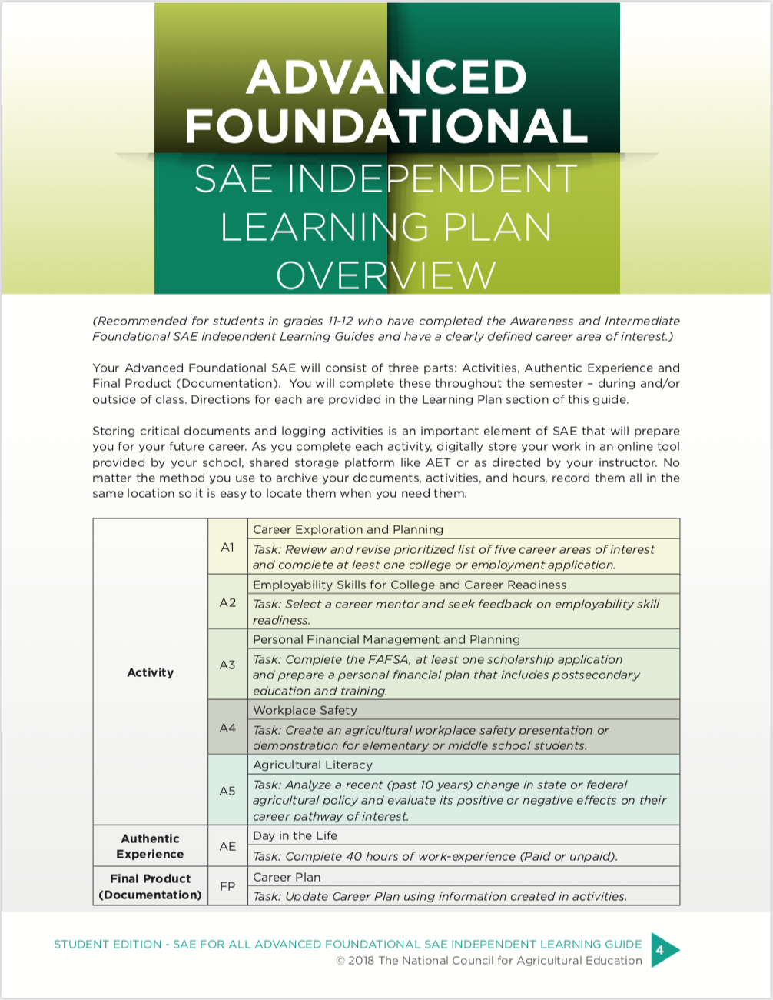 ADVANCED
FOUNDATIONAL
SAE INDEPENDENT
LEARNING PLAN
OVERVIEW
(Recommended for students in grades 11-12 who have completed the Awareness and Intermediate
Foundational SAE Independent Learning Guides and have a clearly defined career area of interest.)
Your Advanced Foundational SAE will consist of three parts: Activities, Authentic Experience and
Final Product (Documentation).  You will complete these throughout the semester – during and/or
outside of class. Directions for each are provided in the Learning Plan section of this guide.
Storing critical documents and logging activities is an important element of SAE that will prepare
you for your future career. As you complete each activity, digitally store your work in an online tool
provided by your school, shared storage platform like AET or as directed by your instructor. No
matter the method you use to archive your documents, activities, and hours, record them all in the
same location so it is easy to locate them when you need them.
Activity
A1
Career Exploration and Planning
Task: Review and revise prioritized list of five career areas of interest
and complete at least one college or employment application.
A2
Employability Skills for College and Career Readiness
Task: Select a career mentor and seek feedback on employability skill
readiness.
A3
Personal Financial Management and Planning
Task: Complete the FAFSA, at least one scholarship application
and prepare a personal financial plan that includes postsecondary
education and training.
A4
Workplace Safety
Task: Create an agricultural workplace safety presentation or
demonstration for elementary or middle school students.
A5
Agricultural Literacy
Task: Analyze a recent (past 10 years) change in state or federal
agricultural policy and evaluate its positive or negative effects on their
career pathway of interest.
Authentic
Experience
AE
Day in the Life
Task: Complete 40 hours of work-experience (Paid or unpaid).
Final Product
(Documentation)
FP
Career Plan
Task: Update Career Plan using information created in activities.
STUDENT EDITION - SAE FOR ALL ADVANCED FOUNDATIONAL SAE INDEPENDENT LEARNING GUIDE
4
© 2018 The National Council for Agricultural Education